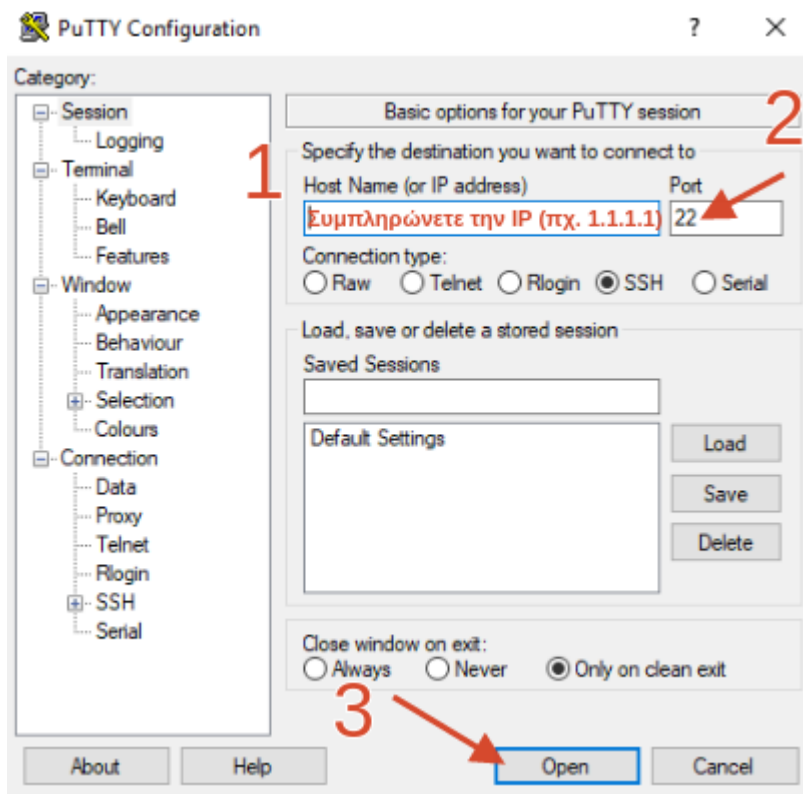 PuTTY Configuration ? ×
Category:
Session
Logging
Terminal
Keyboard
Bell
Features
Window
Appearance
Behaviour
Translation
Selection
Colours
Connection
Data
Proxy
Telnet
Rlogin
SSH
Serial
Basic options for your PuTTY session
2
1
Specify the destination you want to connect to
Host Name (or IP address) Port
Συμπληρώνετε την IP (πχ. 1.1.1.1) 22
Connection type:
Raw Telnet Rlogin SSH Serial
Load, save or delete a stored session
Saved Sessions
Default Settings
Load
Save
Delete
Close window on exit:
Always Never Only on clean exit
3
About Help Open Cancel